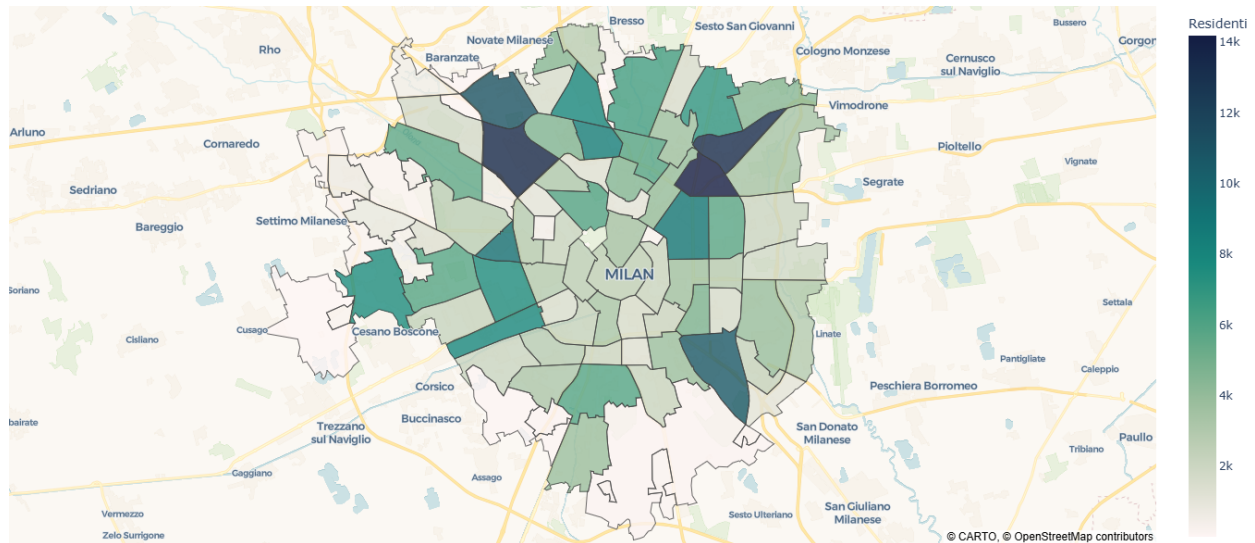 Bresso
Sesto San Giovanni
Bussero
Residenti
Rho
Novate Milanese
Gorgon
14k
Baranzate
Cologno Monzese
Cernusco
sul Naviglio
12k
Vimodrone
Arluno
Cornaredo
Pioltello
Vignate
10k
Sedriano
Segrate
Bareggio
Settimo Milanese
8k
MILAN
Soriano
Settala
Cusago
Cesano Boscone
Linate
6k
Cisliano
Pantigliate
Caleppio
Corsico
Peschiera Borromeo
4k
Buccinasco
Trezzano
sul Naviglio
San Donato
Milanese
Paullo
Tribiano
Gaggiano
Assago
2k
Vermezzo
Sesto Ulteriano
San Giuliano
Milanese
Zelo Surrigone
© CARTO, © OpenStreetMap contributors